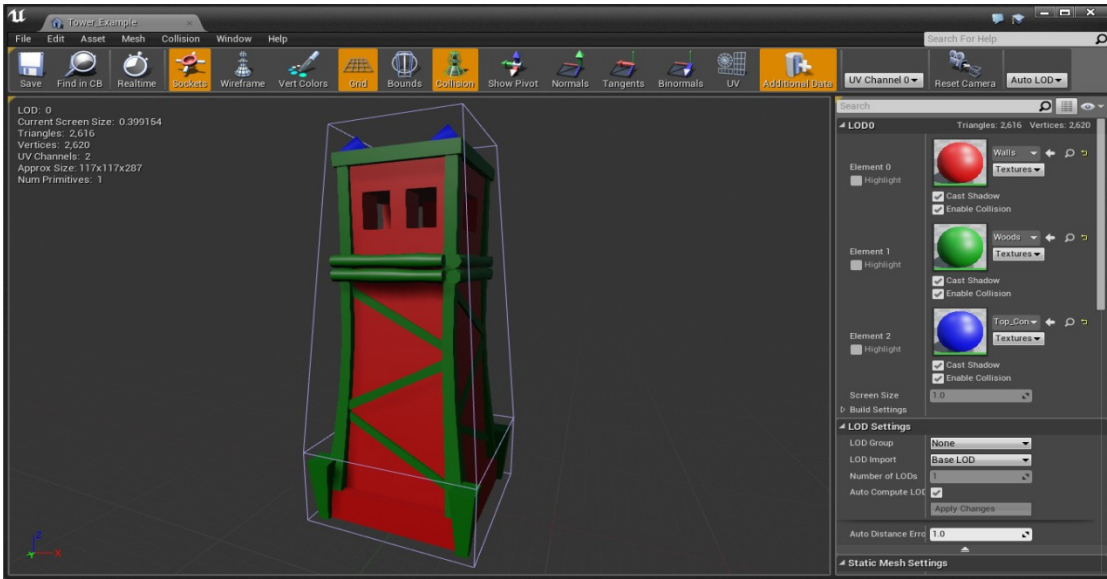 Tower_Example
File Edit Asset Mesh Collision Window Help
Search For Help
Save Find in CB Realtime Sockets Wireframe Vert Colors Grid Bounds Collision Show Pivot Normals Tangents Binormals UV Additional Data UV Channel 0 Reset Camera Auto LOD
LOD: 0
Current Screen Size: 0.399154
Triangles: 2,616
Vertices: 2,620
UV Channels: 2
Approx Size: 117x117x287
Num Primitives: 1
Z
X
Search
LOD0 Triangles: 2,616 Vertices: 2,620
Walls
Element 0 Textures
Highlight
Cast Shadow
Enable Collision
Woods
Element 1 Textures
Highlight
Cast Shadow
Enable Collision
Top_Con
Element 2 Textures
Highlight
Cast Shadow
Enable Collision
Screen Size 1.0
Build Settings
LOD Settings
LOD Group None
LOD Import Base LOD
Number of LODs 1
Auto Compute LOD
Apply Changes
Auto Distance Erro 1.0
Static Mesh Settings